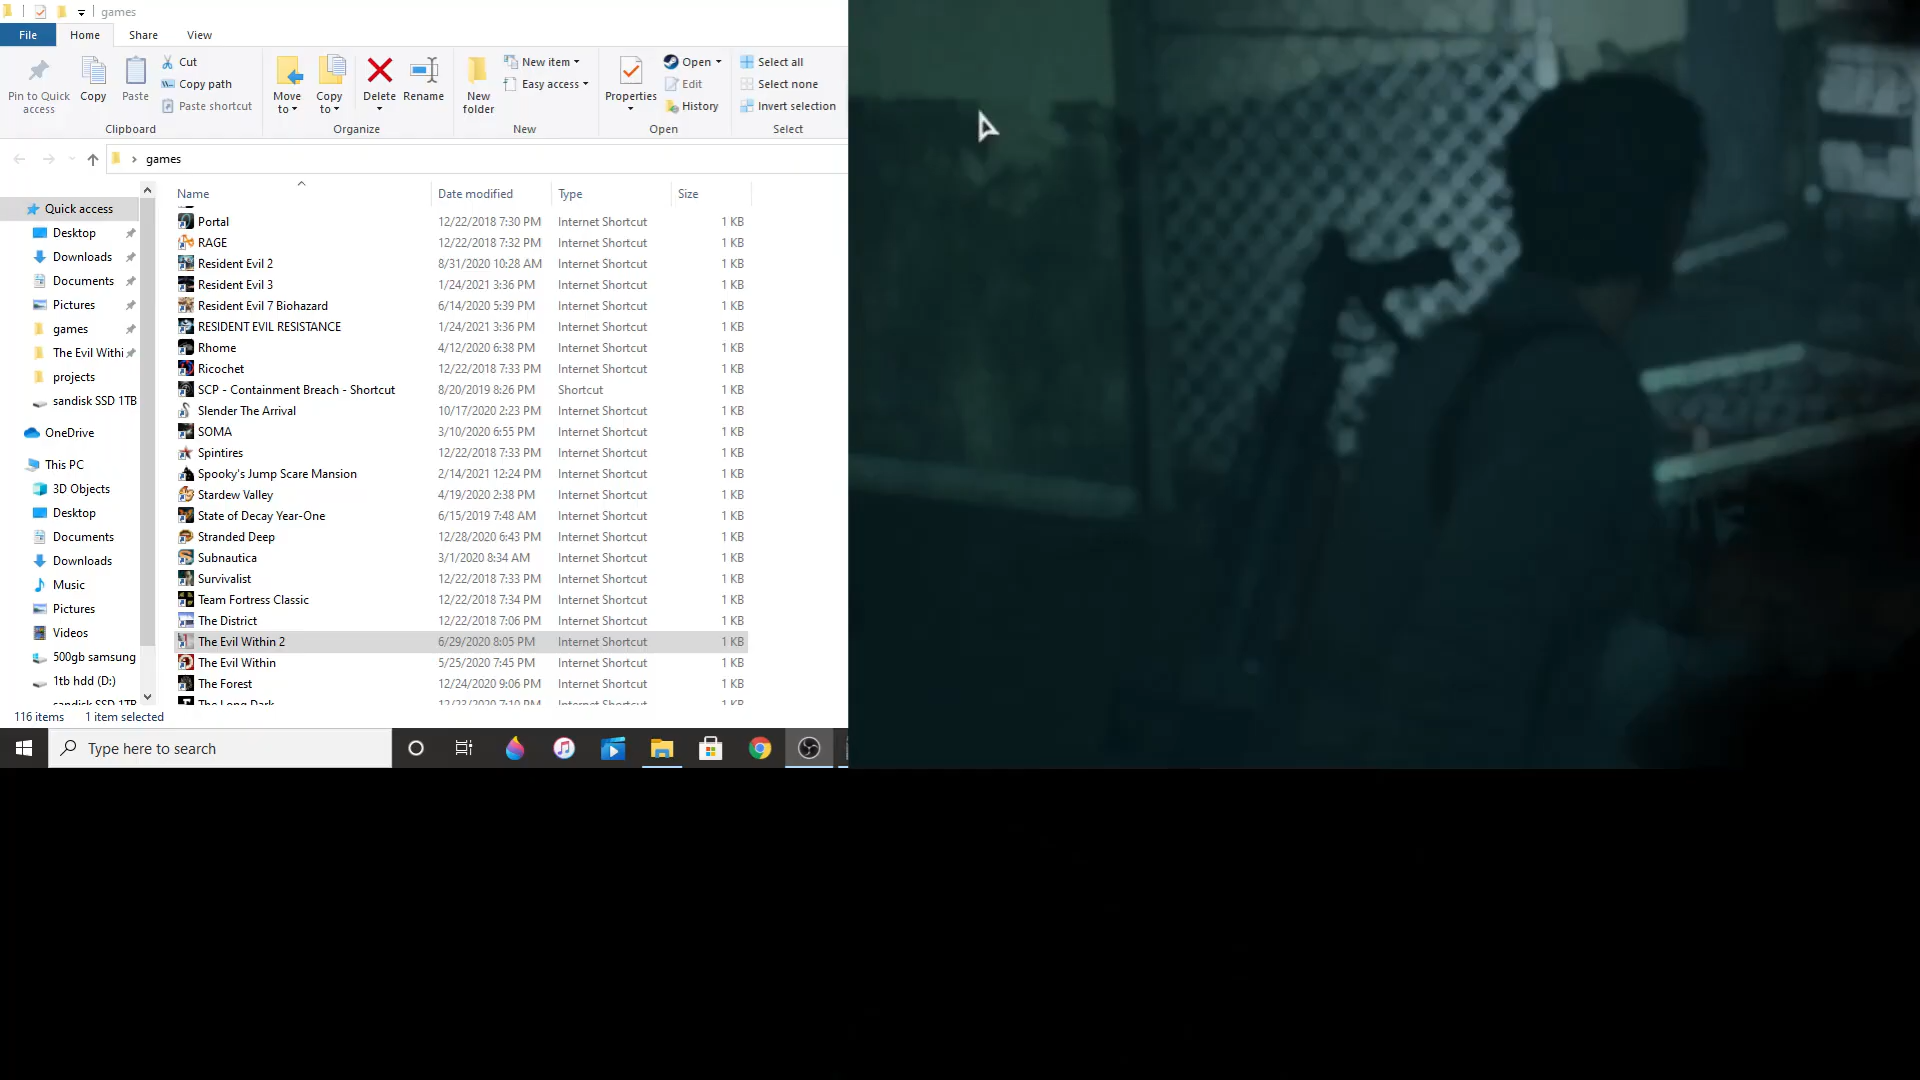 games
File Home Share View
Pin to Quick access
Copy
Paste
Cut
Copy path
Paste shortcut
Clipboard
Move to
Copy to
Delete
Rename
Organize
New folder
New item
Easy access
New
Properties
Open
Edit
History
Open
Select all
Select none
Invert selection
Select
games
Name Date modified Type Size
Quick access
Desktop
Downloads
Documents
Pictures
games
The Evil Withi
projects
sandisk SSD 1TB
OneDrive
This PC
3D Objects
Desktop
Documents
Downloads
Music
Pictures
Videos
500gb samsung
1tb hdd (D:)
sandisk SSD 1TB
Portal 12/22/2018 7:30 PM Internet Shortcut 1 KB
RAGE 12/22/2018 7:32 PM Internet Shortcut 1 KB
Resident Evil 2 8/31/2020 10:28 AM Internet Shortcut 1 KB
Resident Evil 3 1/24/2021 3:36 PM Internet Shortcut 1 KB
Resident Evil 7 Biohazard 6/14/2020 5:39 PM Internet Shortcut 1 KB
RESIDENT EVIL RESISTANCE 1/24/2021 3:36 PM Internet Shortcut 1 KB
Rhome 4/12/2020 6:38 PM Internet Shortcut 1 KB
Ricochet 12/22/2018 7:33 PM Internet Shortcut 1 KB
SCP - Containment Breach - Shortcut 8/20/2019 8:26 PM Shortcut 1 KB
Slender The Arrival 10/17/2020 2:23 PM Internet Shortcut 1 KB
SOMA 3/10/2020 6:55 PM Internet Shortcut 1 KB
Spintires 12/22/2018 7:33 PM Internet Shortcut 1 KB
Spooky's Jump Scare Mansion 2/14/2021 12:24 PM Internet Shortcut 1 KB
Stardew Valley 4/19/2020 2:38 PM Internet Shortcut 1 KB
State of Decay Year-One 6/15/2019 7:48 AM Internet Shortcut 1 KB
Stranded Deep 12/28/2020 6:43 PM Internet Shortcut 1 KB
Subnautica 3/1/2020 8:34 AM Internet Shortcut 1 KB
Survivalist 12/22/2018 7:33 PM Internet Shortcut 1 KB
Team Fortress Classic 12/22/2018 7:34 PM Internet Shortcut 1 KB
The District 12/22/2018 7:06 PM Internet Shortcut 1 KB
The Evil Within 2 6/29/2020 8:05 PM Internet Shortcut 1 KB
The Evil Within 5/25/2020 7:45 PM Internet Shortcut 1 KB
The Forest 12/24/2020 9:06 PM Internet Shortcut 1 KB
The Long Dark 12/23/2020 7:10 PM Internet Shortcut 1 KB
116 items 1 item selected
Type here to search